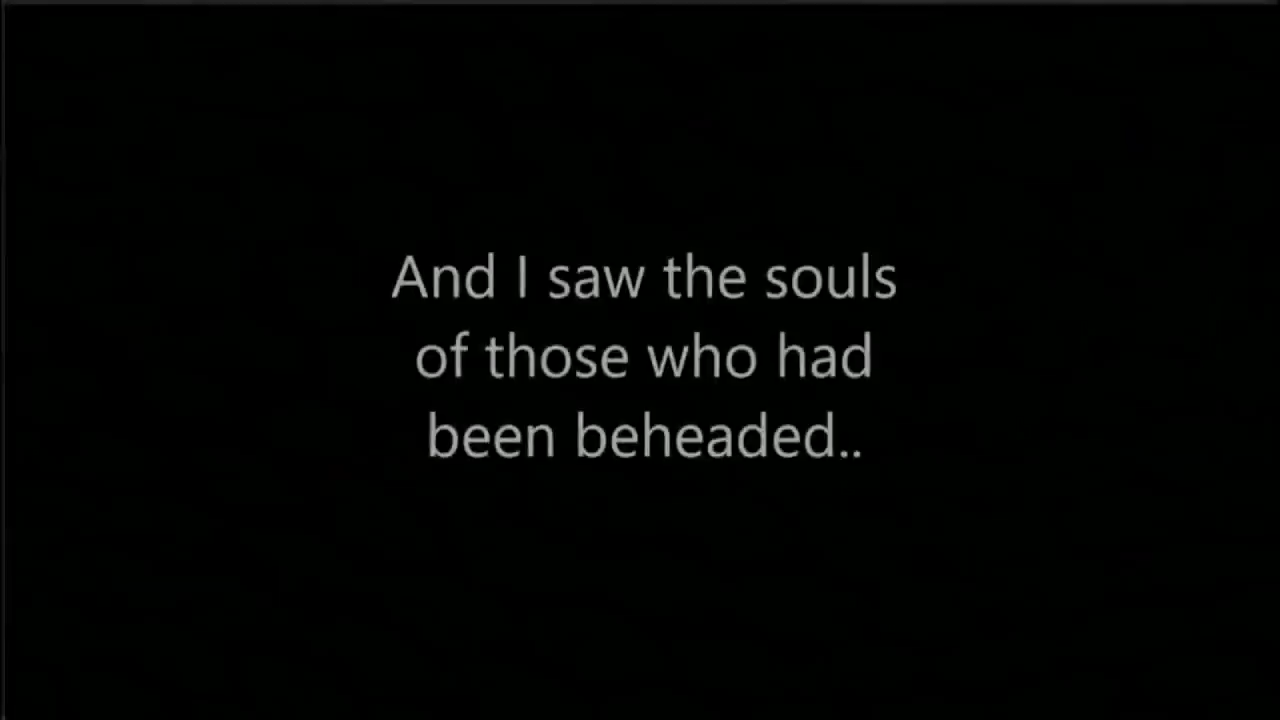 And I saw the souls
of those who had
been beheaded..